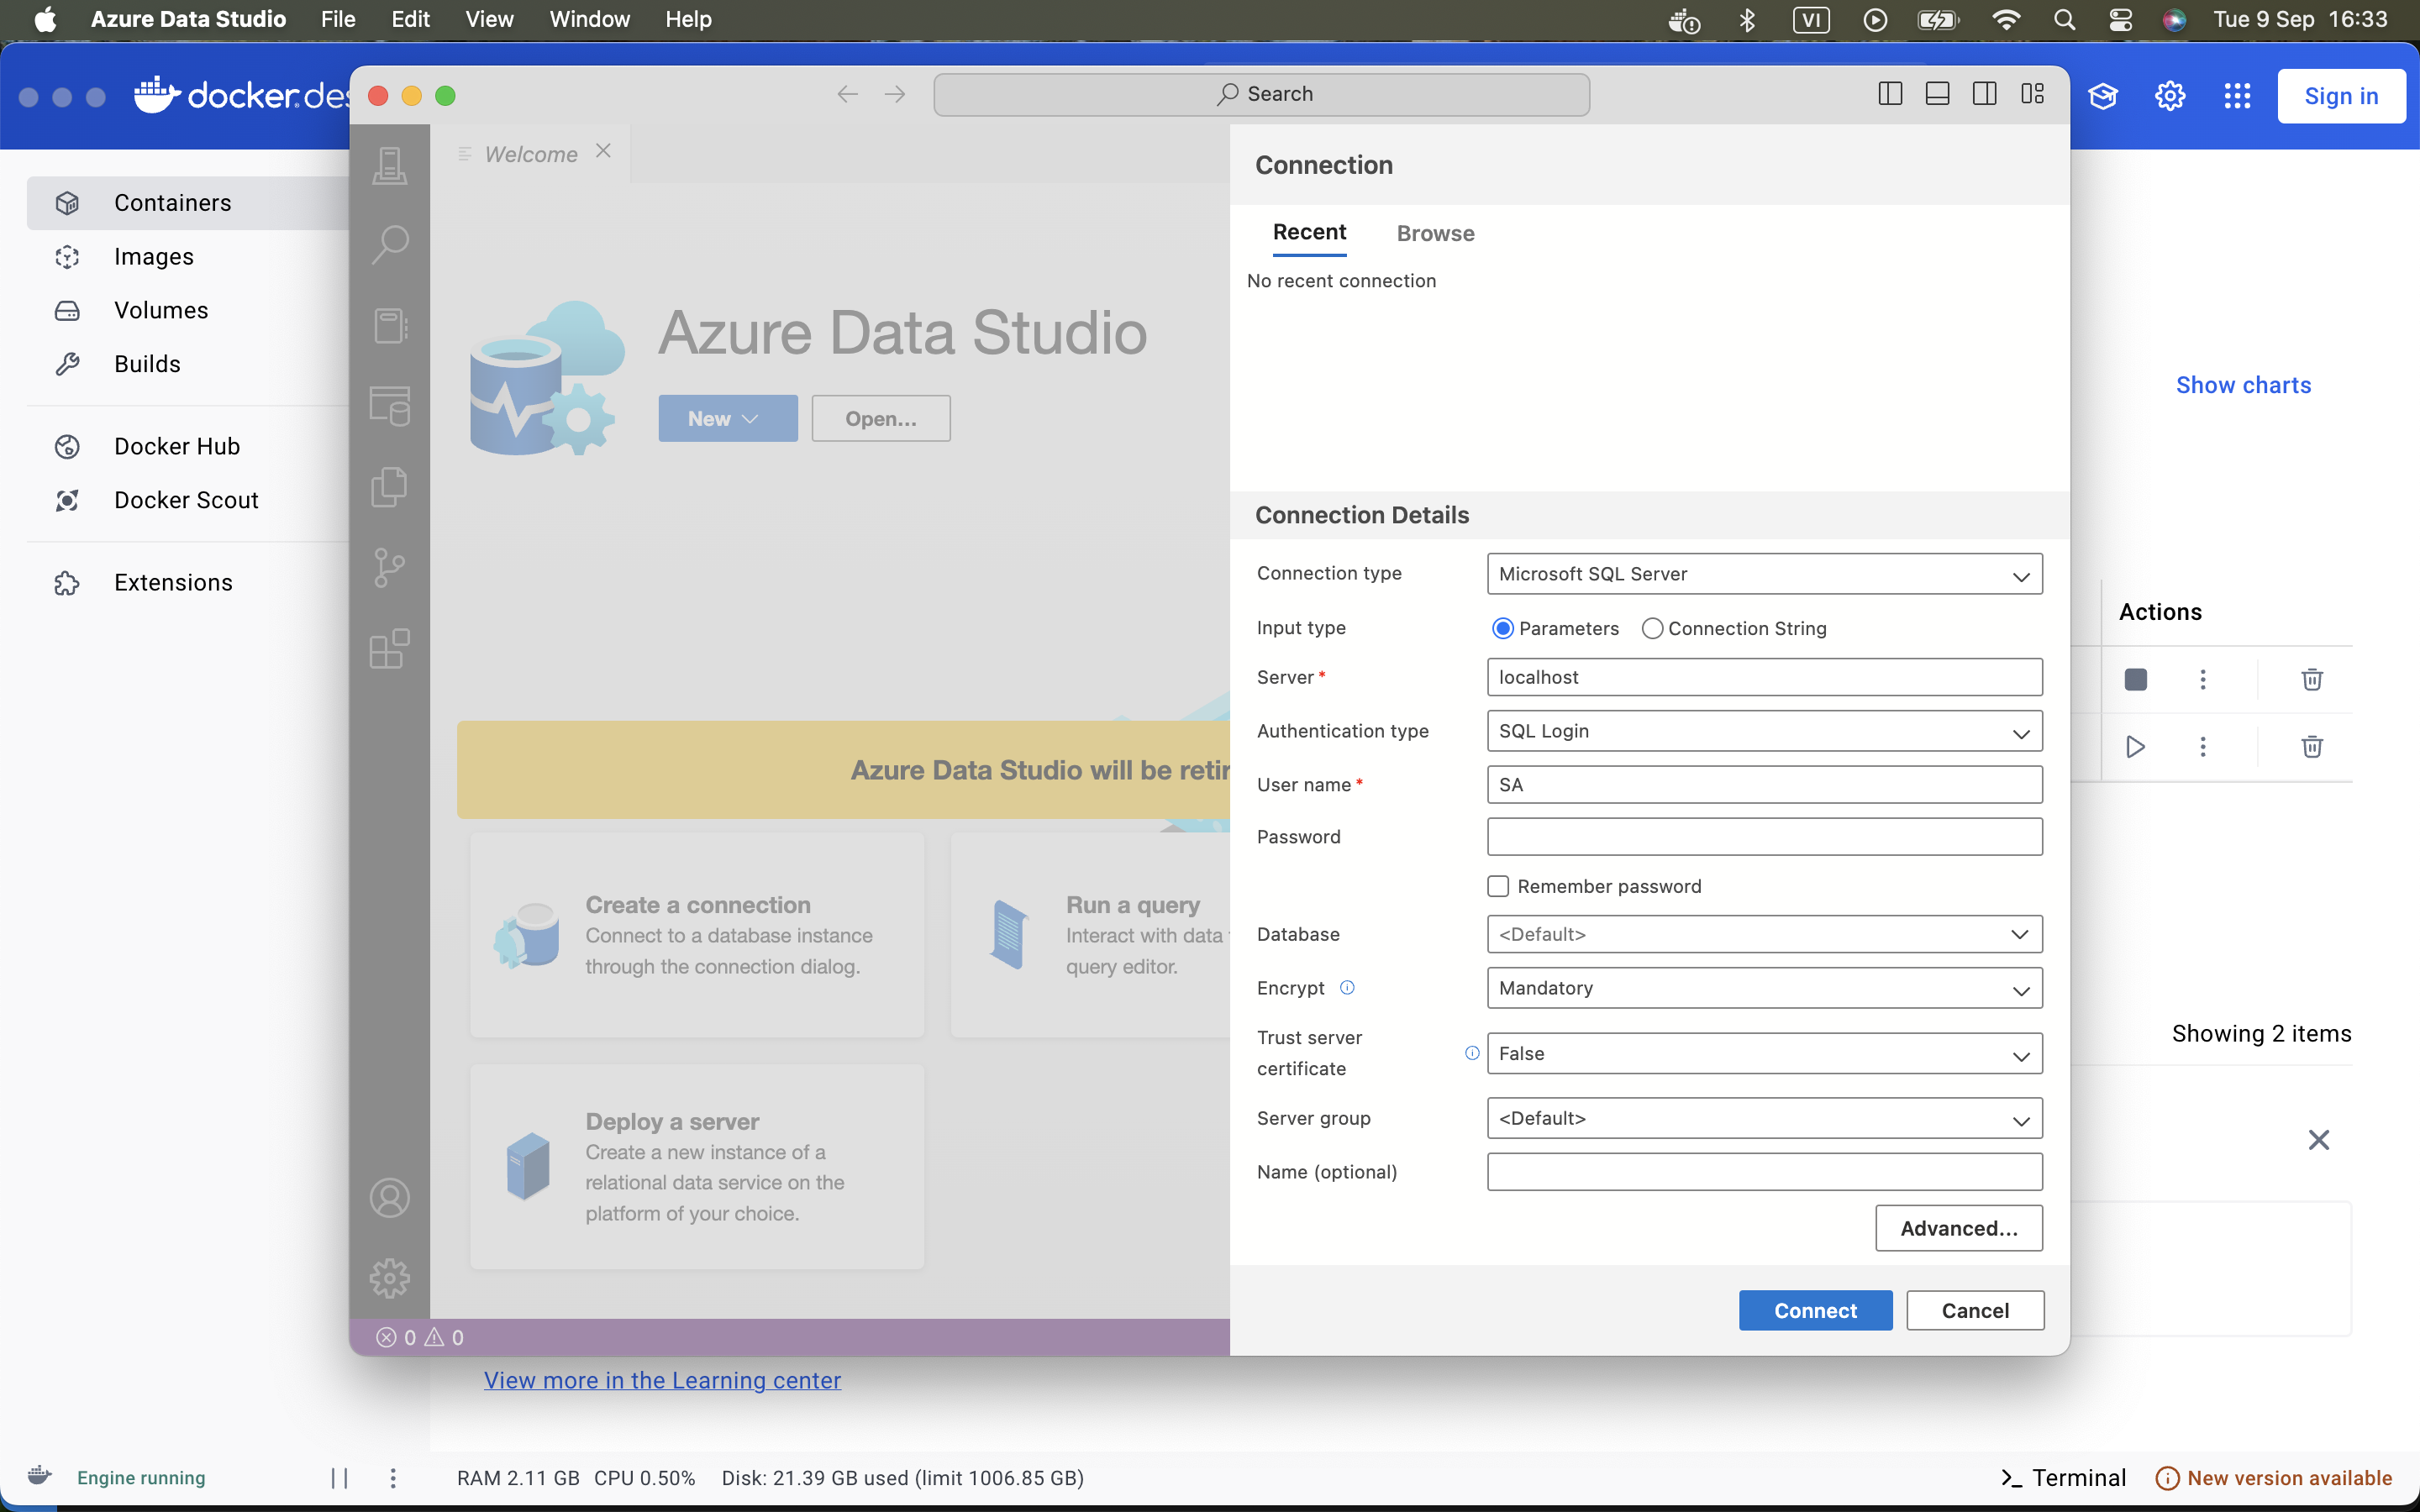 Azure Data Studio File Edit View Window Help VI Tue 9 Sep 16:33
docker. des Sign in
Search
Welcome
Containers
Images
Volumes
Builds
Docker Hub
Docker Scout
Extensions
Azure Data Studio
New Open...
Azure Data Studio will be retir
Create a connection
Connect to a database instance
through the connection dialog.
Run a query
Interact with data
query editor.
Deploy a server
Create a new instance of a
relational data service on the
platform of your choice.
0 0
Connection
Recent Browse
No recent connection
Connection Details
Connection type Microsoft SQL Server
Input type Parameters Connection String
Server * localhost
Authentication type SQL Login
User name * SA
Password
Remember password
Database <Default>
Encrypt Mandatory
Trust server
certificate False
Server group <Default>
Name (optional)
Advanced...
Connect Cancel
Show charts
Actions
Showing 2 items
View more in the Learning center
Engine running RAM 2.11 GB CPU 0.50% Disk: 21.39 GB used (limit 1006.85 GB) >_ Terminal New version available